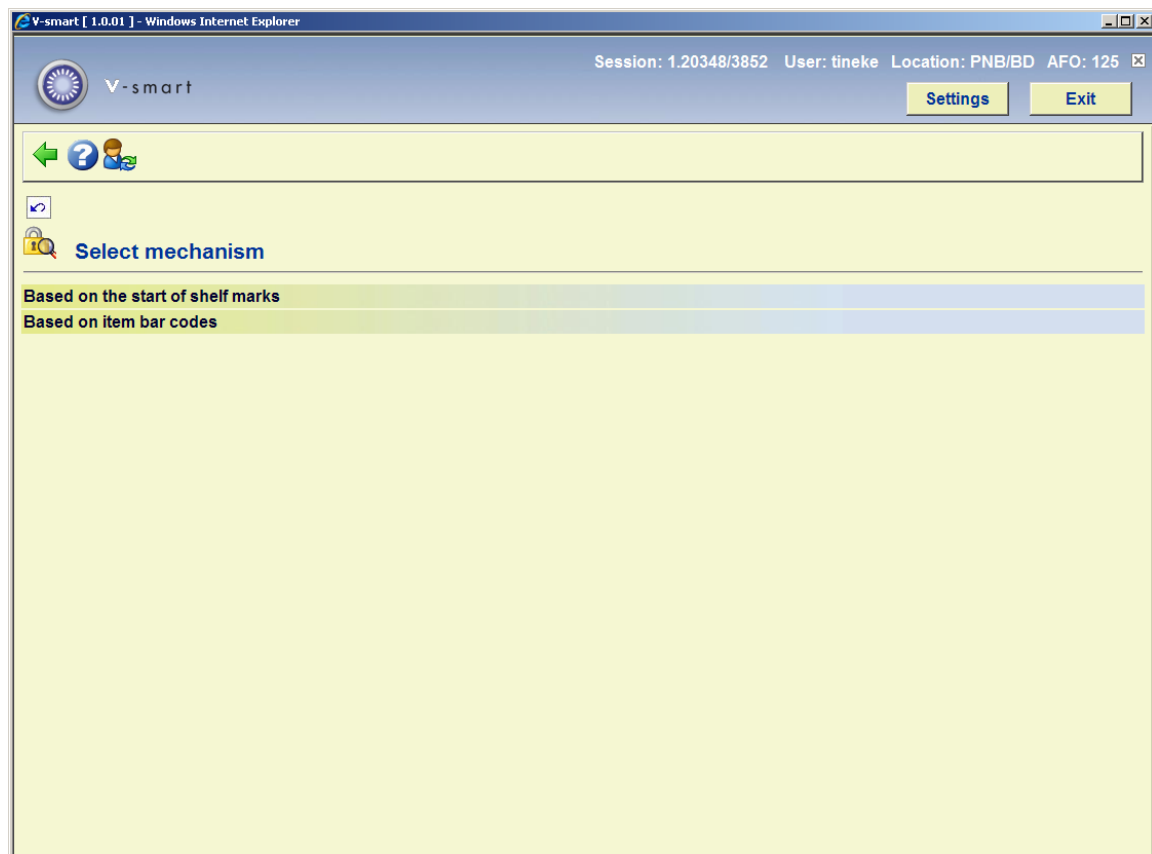 V-smart [ 1.0.01 ] - Windows Internet Explorer
Session: 1.20348/3852 User: tineke Location: PNB/BD AFO: 125
V-smart
Settings Exit
Select mechanism
Based on the start of shelf marks
Based on item bar codes